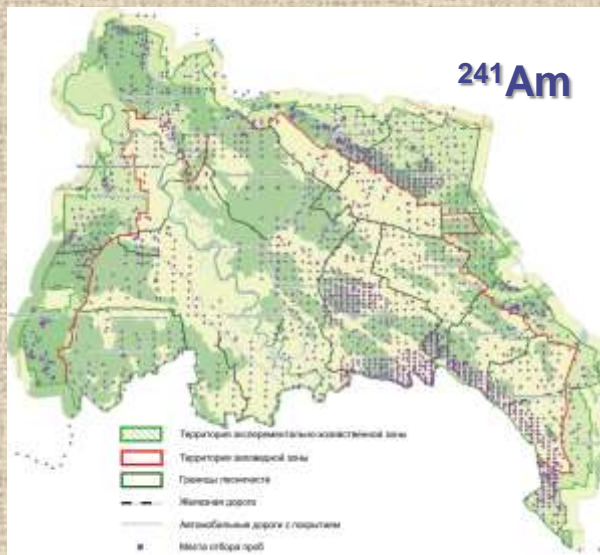 ²⁴¹Am
Территория экспериментально-хозяйственной зоны
Территория заповедной зоны
Границы лесничеств
Железная дорога
Автомобильные дороги с покрытием
Места отбора проб